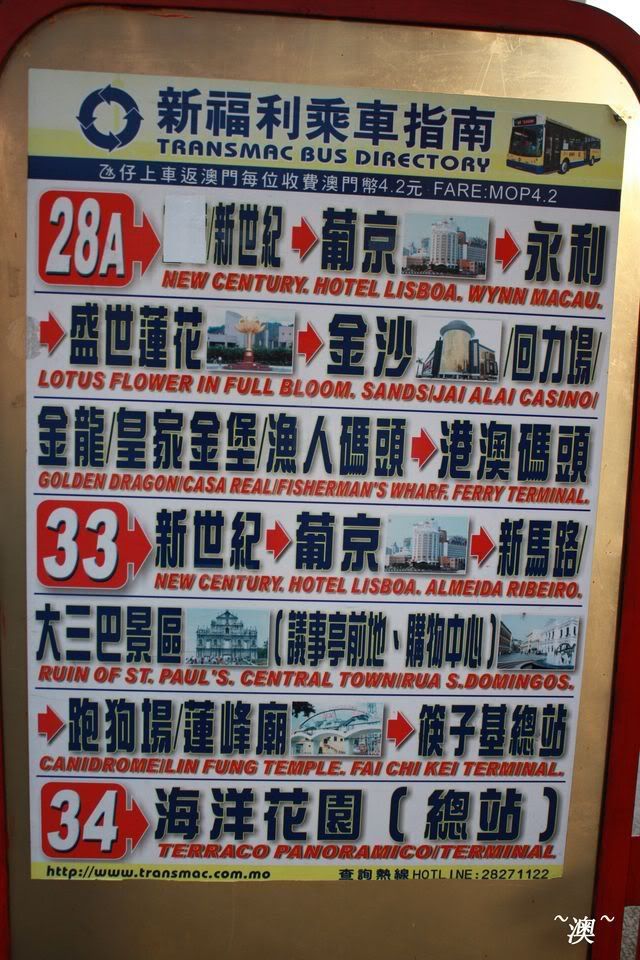 新福利乘車指南
TRANSMAC BUS DIRECTORY
氹仔上車返澳門每位收費澳門幣4.2元 FARE:MOP4.2
28A /新世紀 葡京 永利
NEW CENTURY. HOTEL LISBOA. WYNN MACAU.
盛世蓮花 金沙 /回力場/
LOTUS FLOWER IN FULL BLOOM. SANDS/JAI ALAI CASINO/
金龍/皇家金堡/漁人碼頭 港澳碼頭
GOLDEN DRAGON/CASA REAL/FISHERMAN'S WHARF. FERRY TERMINAL.
33 新世紀 葡京 新馬路/
NEW CENTURY. HOTEL LISBOA. ALMEIDA RIBEIRO.
大三巴景區 (議事亭前地、購物中心)
RUIN OF ST. PAUL'S. CENTRAL TOWN/RUA S.DOMINGOS.
跑狗場/蓮峰廟 筷子基總站
CANIDROME/LIN FUNG TEMPLE. FAI CHI KEI TERMINAL.
34 海洋花園(總站)
TERRACO PANORAMICO/TERMINAL
http://www.transmac.com.mo 查詢熱線HOTLINE:28271122
~澳~